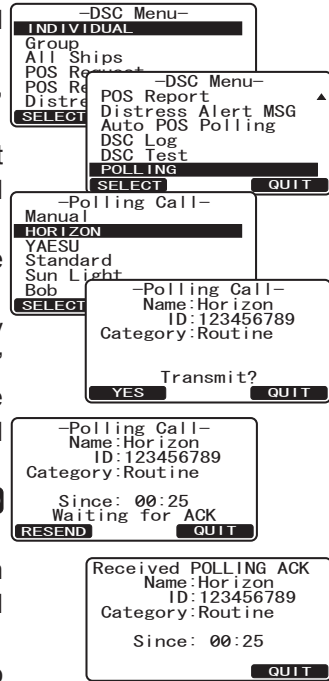 -DSC Menu-
INDIVIDUAL
Group
All Ships
POS
POS
SELECT
-DSC Menu-
POS Report
Distress Alert MSG
Auto POS Polling
DSC Log
DSC Test
POLLING
SELECT QUIT
-Polling Call-
Manual
HORIZON
YAESU
Standard
Sun Light
Bob
SELECT
-Polling Call-
Name:Horizon
ID:123456789
Category:Routine
Transmit?
YES QUIT
-Polling Call-
Name:Horizon
ID:123456789
Category:Routine
Since: 00:25
Waiting for ACK
RESEND QUIT
Received POLLING ACK
Name:Horizon
ID:123456789
Category:Routine
Since: 00:25
QUIT